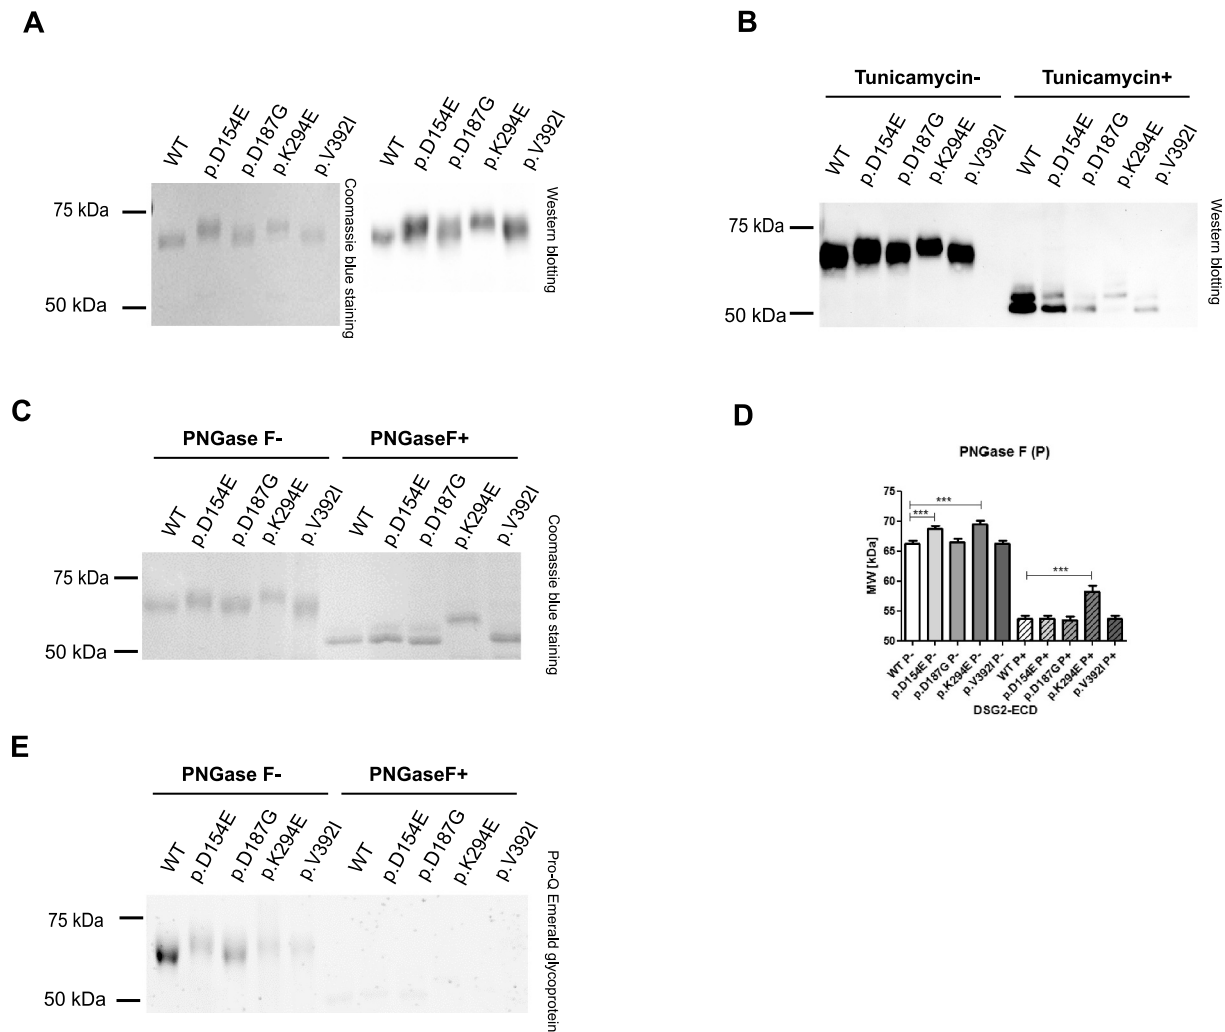 A
WT
p.D154E
p.D187G
p.K294E
p.V392I
75 kDa
50 kDa
Coomassie blue staining
WT
p.D154E
p.D187G
p.K294E
p.V392I
Western blotting
B
Tunicamycin-
Tunicamycin+
WT
p.D154E
p.D187G
p.K294E
p.V392I
WT
p.D154E
p.D187G
p.K294E
p.V392I
75 kDa
50 kDa
Western blotting
C
PNGase F-
PNGaseF+
WT
p.D154E
p.D187G
p.K294E
p.V392I
WT
p.D154E
p.D187G
p.K294E
p.V392I
75 kDa
50 kDa
Coomassie blue staining
D
PNGase F (P)
MW [kDa]
75
70
65
60
55
50
***
***
***
WT P-
p.D154E P-
p.D187G P-
p.K294E P-
p.V392I P-
WT P+
p.D154E P+
p.D187G P+
p.K294E P+
p.V392I P+
DSG2-ECD
E
PNGase F-
PNGaseF+
WT
p.D154E
p.D187G
p.K294E
p.V392I
WT
p.D154E
p.D187G
p.K294E
p.V392I
75 kDa
50 kDa
Pro-Q Emerald glycoprotein